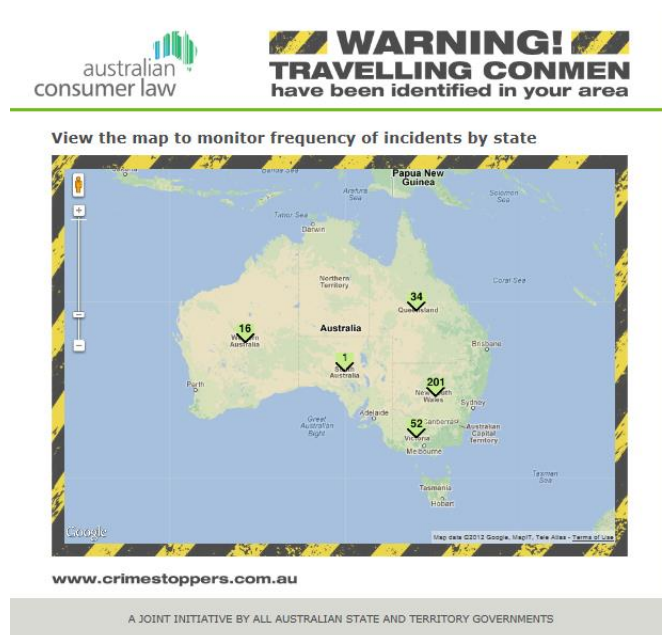 australian
consumer law
WARNING!
TRAVELLING CONMEN
have been identified in your area
View the map to monitor frequency of incidents by state
Papua New
Guinea
Banda Sea
Arafura
Sea
Solomon
Sea
Timor Sea
Darwin
Northern
Territory
Coral Sea
34
Queensland
16
Western
Australia
Australia
1
South
Australia
Brisbane
201
New South
Wales
Perth
Sydney
Adelaide
Great
Australian
Bight
52
Canberra
Australian
Capital
Territory
Victoria
Melbourne
Tasman
Sea
Tasmania
Hobart
Google
Map data ©2012 Google, MapIT, Tele Atlas - Terms of Use
www.crimestoppers.com.au
A JOINT INITIATIVE BY ALL AUSTRALIAN STATE AND TERRITORY GOVERNMENTS